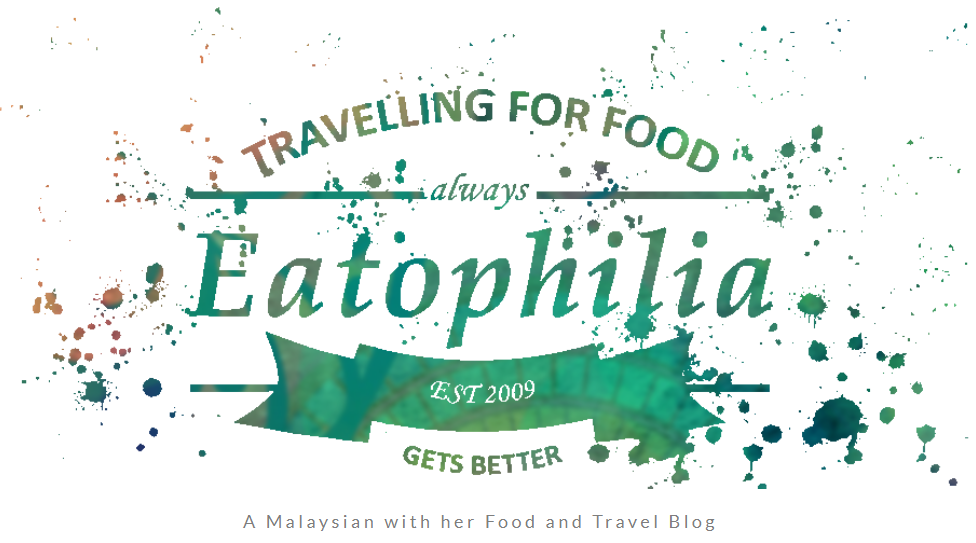 TRAVELLING FOR FOOD
always
Eatophilia
EST 2009
GETS BETTER
A Malaysian with her Food and Travel Blog